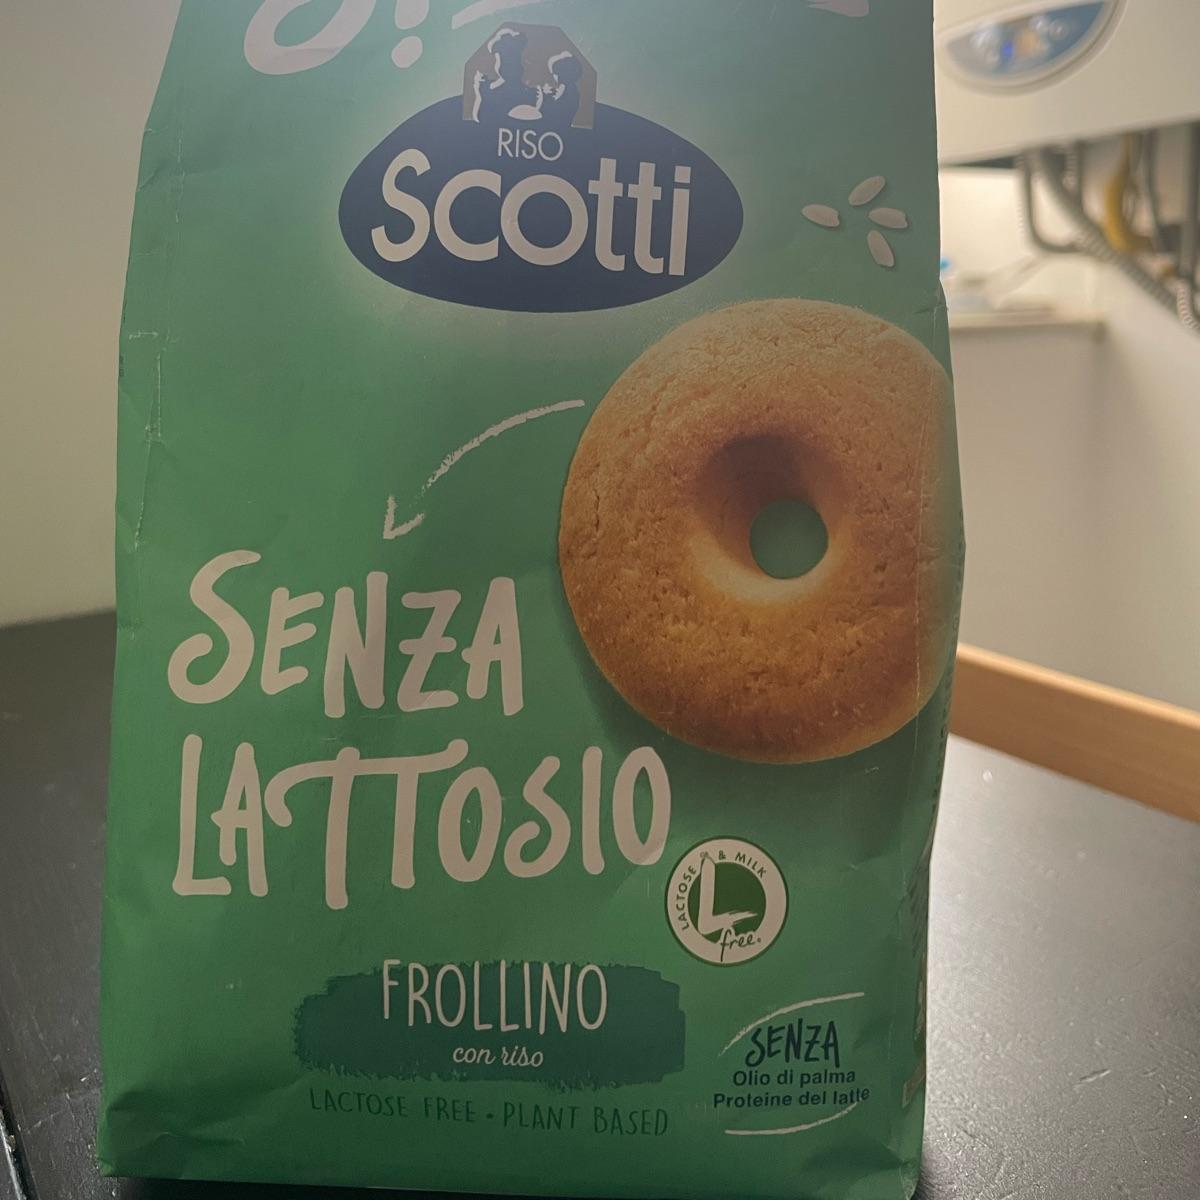 RISO
Scotti
SENZA
LATTOSIO
LACTOSE & MILK
free.
FROLLINO
con riso
LACTOSE FREE • PLANT BASED
SENZA
Olio di palma
Proteine del latte